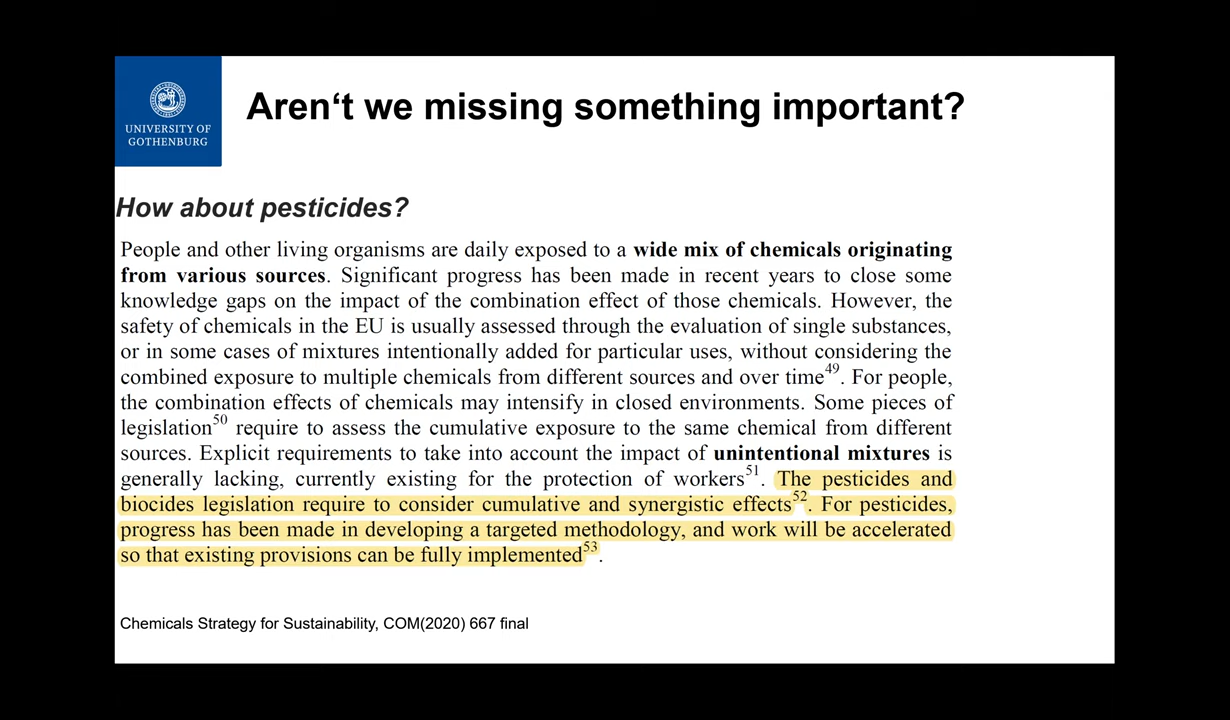 UNIVERSITY OF
GOTHENBURG
Aren‘t we missing something important?
How about pesticides?
People and other living organisms are daily exposed to a wide mix of chemicals originating
from various sources. Significant progress has been made in recent years to close some
knowledge gaps on the impact of the combination effect of those chemicals. However, the
safety of chemicals in the EU is usually assessed through the evaluation of single substances,
or in some cases of mixtures intentionally added for particular uses, without considering the
combined exposure to multiple chemicals from different sources and over time49. For people,
the combination effects of chemicals may intensify in closed environments. Some pieces of
legislation50 require to assess the cumulative exposure to the same chemical from different
sources. Explicit requirements to take into account the impact of unintentional mixtures is
generally lacking, currently existing for the protection of workers51. The pesticides and
biocides legislation require to consider cumulative and synergistic effects52. For pesticides,
progress has been made in developing a targeted methodology, and work will be accelerated
so that existing provisions can be fully implemented53.
Chemicals Strategy for Sustainability, COM(2020) 667 final